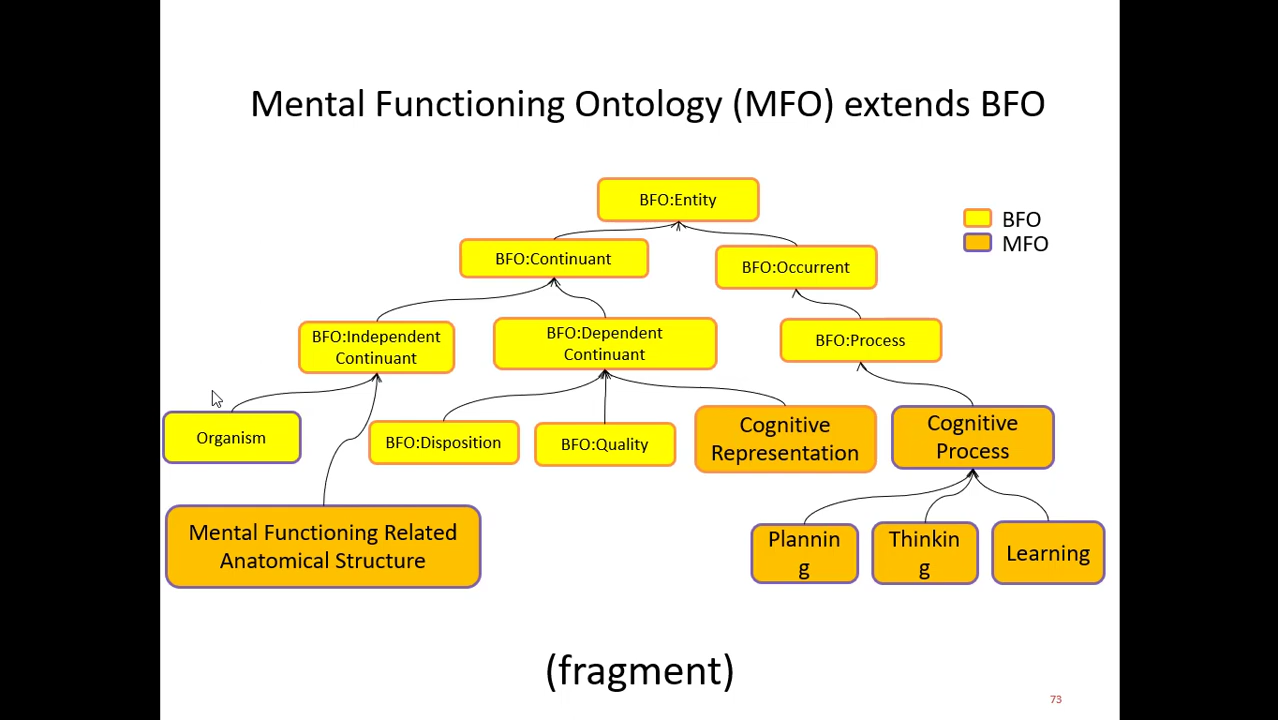 Mental Functioning Ontology (MFO) extends BFO
BFO:Entity
BFO
MFO
BFO:Continuant
BFO:Occurrent
BFO:Independent
Continuant
BFO:Dependent
Continuant
BFO:Process
Organism
BFO:Disposition
BFO:Quality
Cognitive
Representation
Cognitive
Process
Mental Functioning Related
Anatomical Structure
Plannin
g
Thinkin
g
Learning
(fragment)
73